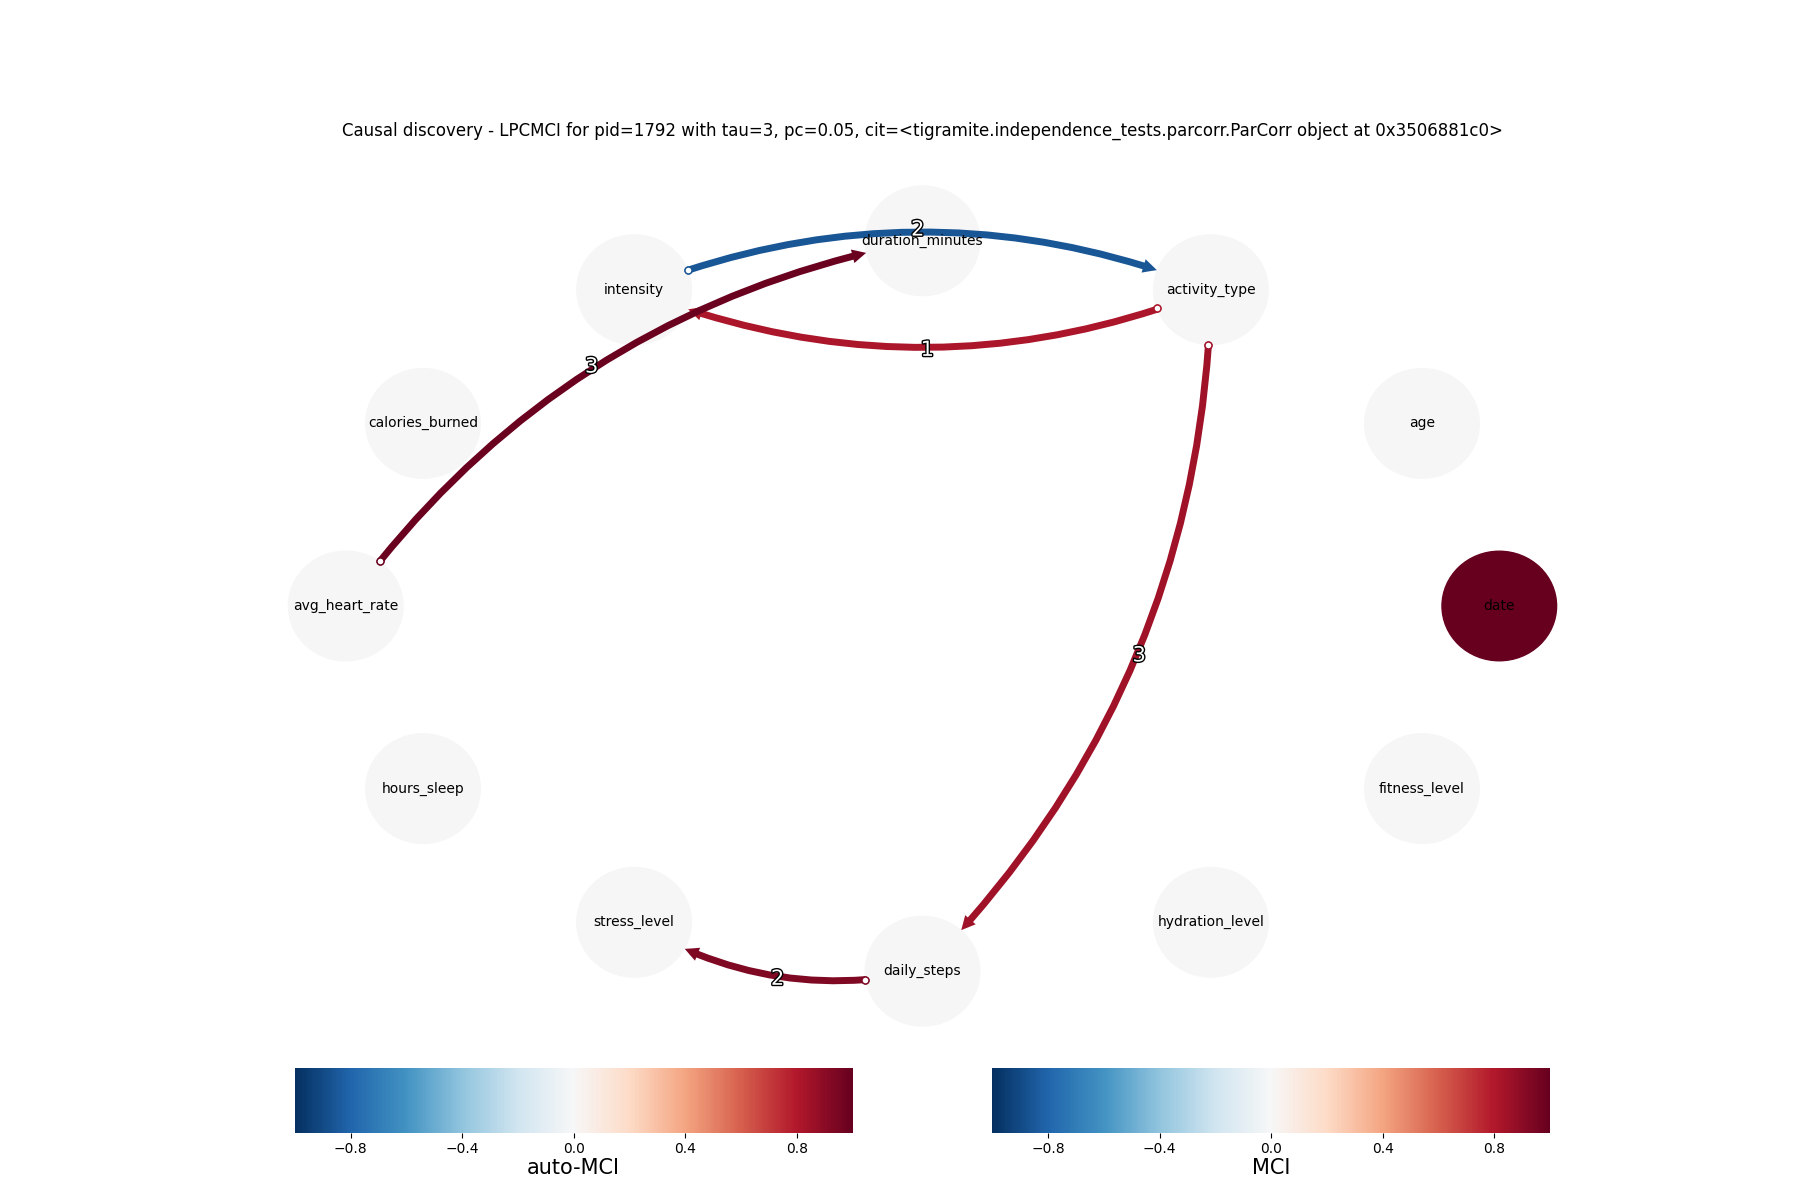 Causal discovery - LPCMCI for pid=1792 with tau=3, pc=0.05, cit=<tigramite.independence_tests.parcorr.ParCorr object at 0x3506881c0>
2
duration_minutes
intensity
activity_type
1
3
calories_burned
age
avg_heart_rate
date
3
hours_sleep
fitness_level
stress_level
hydration_level
daily_steps
2
−0.8 −0.4 0.0 0.4 0.8
auto-MCI
−0.8 −0.4 0.0 0.4 0.8
MCI